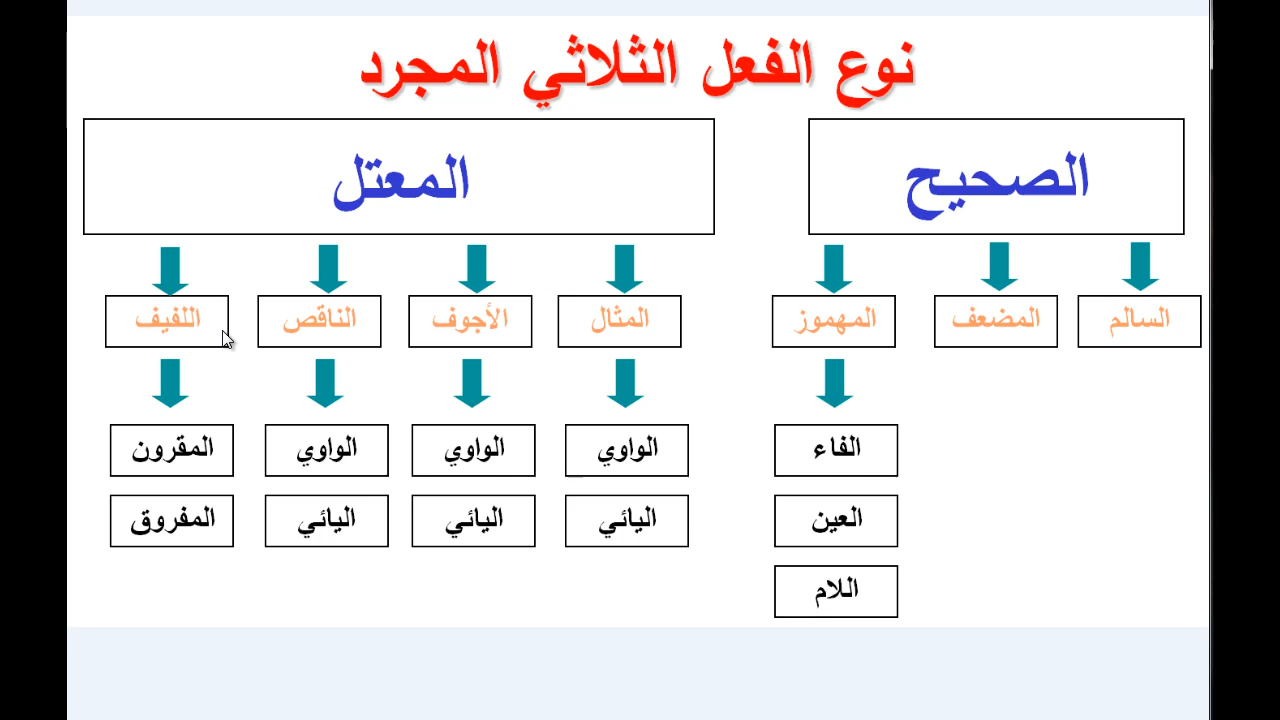 نوع الفعل الثلاثي المجرد
الصحيح
المعتل
السالم
المضعف
المهموز
المثال
الأجوف
الناقص
اللفيف
الفاء
الواوي
الواوي
الواوي
المقرون
العين
اليائي
اليائي
اليائي
المفروق
اللام